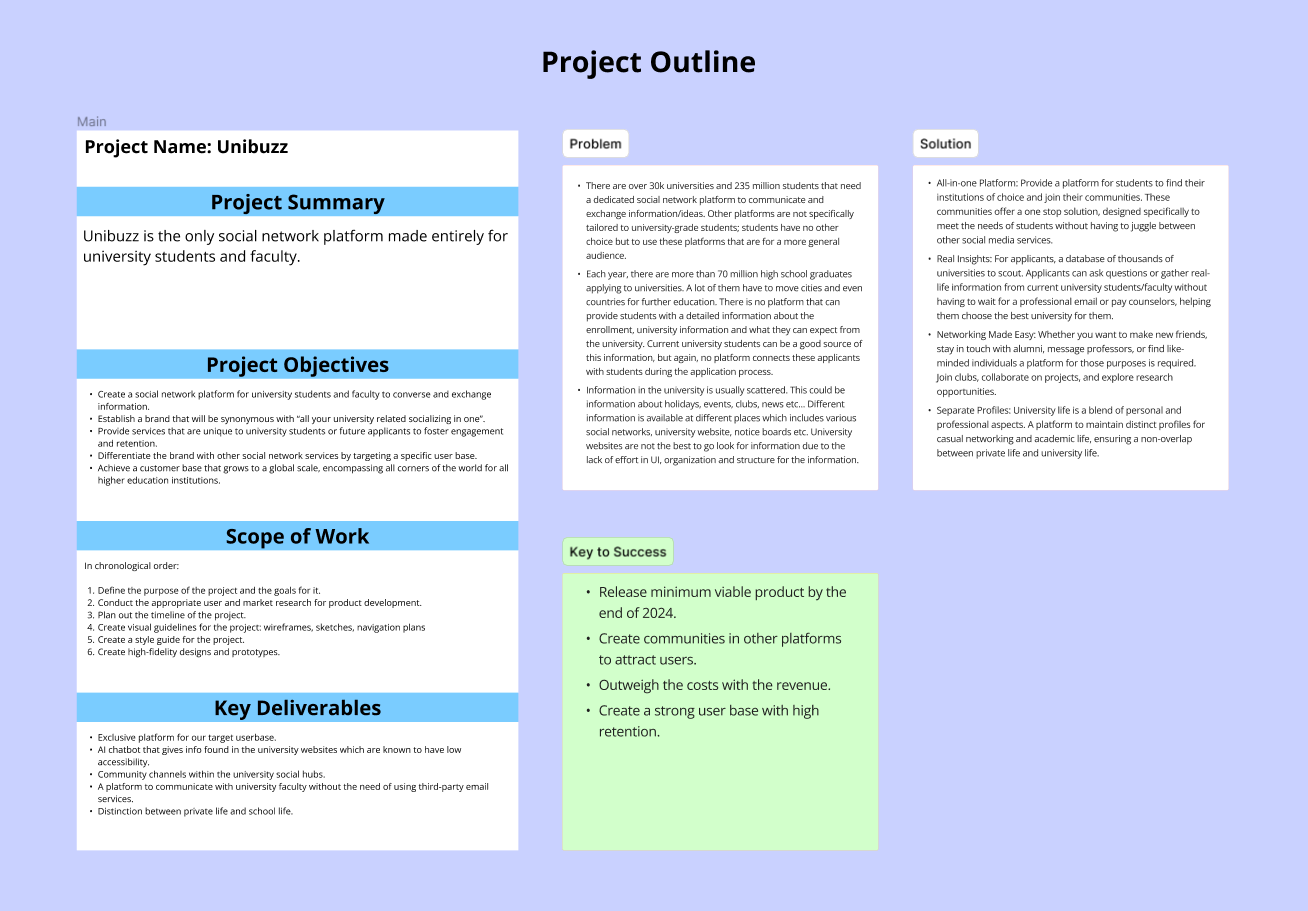 Project Outline
Main
Project Name: Unibuzz
Project Summary
Unibuzz is the only social network platform made entirely for
university students and faculty.
Project Objectives
• Create a social network platform for university students and faculty to converse and exchange
information.
• Establish a brand that will be synonymous with “all your university related socializing in one”.
• Provide services that are unique to university students or future applicants to foster engagement
and retention.
• Differentiate the brand with other social network services by targeting a specific user base.
• Achieve a customer base that grows to a global scale, encompassing all corners of the world for all
higher education institutions.
Scope of Work
In chronological order:
1. Define the purpose of the project and the goals for it.
2. Conduct the appropriate user and market research for product development.
3. Plan out the timeline of the project.
4. Create visual guidelines for the project: wireframes, sketches, navigation plans
5. Create a style guide for the project.
6. Create high-fidelity designs and prototypes.
Key Deliverables
• Exclusive platform for our target userbase.
• AI chatbot that gives info found in the university websites which are known to have low
accessibility.
• Community channels within the university social hubs.
• A platform to communicate with university faculty without the need of using third-party email
services.
• Distinction between private life and school life.
Problem
• There are over 30k universities and 235 million students that need
a dedicated social network platform to communicate and
exchange information/ideas. Other platforms are not specifically
tailored to university-grade students; students have no other
choice but to use these platforms that are for a more general
audience.
• Each year, there are more than 70 million high school graduates
applying to universities. A lot of them have to move cities and even
countries for further education. There is no platform that can
provide students with a detailed information about the
enrollment, university information and what they can expect from
the university. Current university students can be a good source of
this information, but again, no platform connects these applicants
with students during the application process.
• Information in the university is usually scattered. This could be
information about holidays, events, clubs, news etc... Different
information is available at different places which includes various
social networks, university website, notice boards etc. University
websites are not the best to go look for information due to the
lack of effort in UI, organization and structure for the information.
Solution
• All-in-one Platform: Provide a platform for students to find their
institutions of choice and join their communities. These
communities offer a one stop solution, designed specifically to
meet the needs of students without having to juggle between
other social media services.
• Real Insights: For applicants, a database of thousands of
universities to scout. Applicants can ask questions or gather real-
life information from current university students/faculty without
having to wait for a professional email or pay counselors, helping
them choose the best university for them.
• Networking Made Easy: Whether you want to make new friends,
stay in touch with alumni, message professors, or find like-
minded individuals a platform for those purposes is required.
Join clubs, collaborate on projects, and explore research
opportunities.
• Separate Profiles: University life is a blend of personal and
professional aspects. A platform to maintain distinct profiles for
casual networking and academic life, ensuring a non-overlap
between private life and university life.
Key to Success
• Release minimum viable product by the
end of 2024.
• Create communities in other platforms
to attract users.
• Outweigh the costs with the revenue.
• Create a strong user base with high
retention.